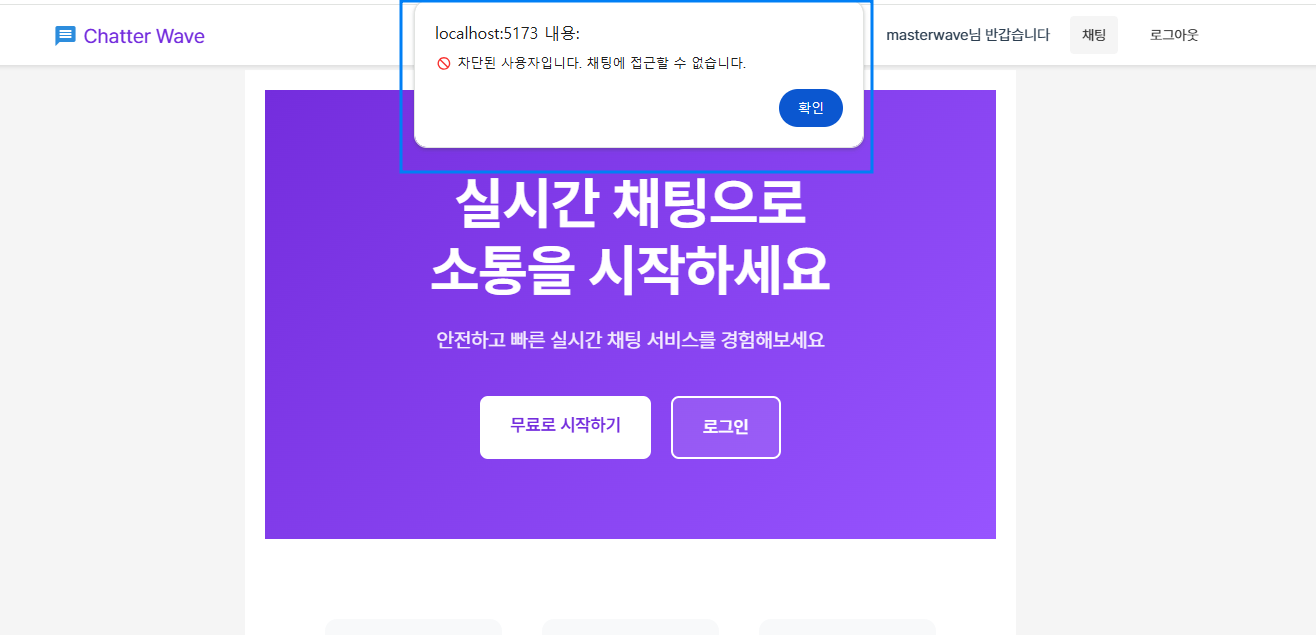 Chatter Wave
localhost:5173 내용:
🚫 차단된 사용자입니다. 채팅에 접근할 수 없습니다.
확인
masterwave님 반갑습니다
채팅
로그아웃
실시간 채팅으로
소통을 시작하세요
안전하고 빠른 실시간 채팅 서비스를 경험해보세요
무료로 시작하기
로그인